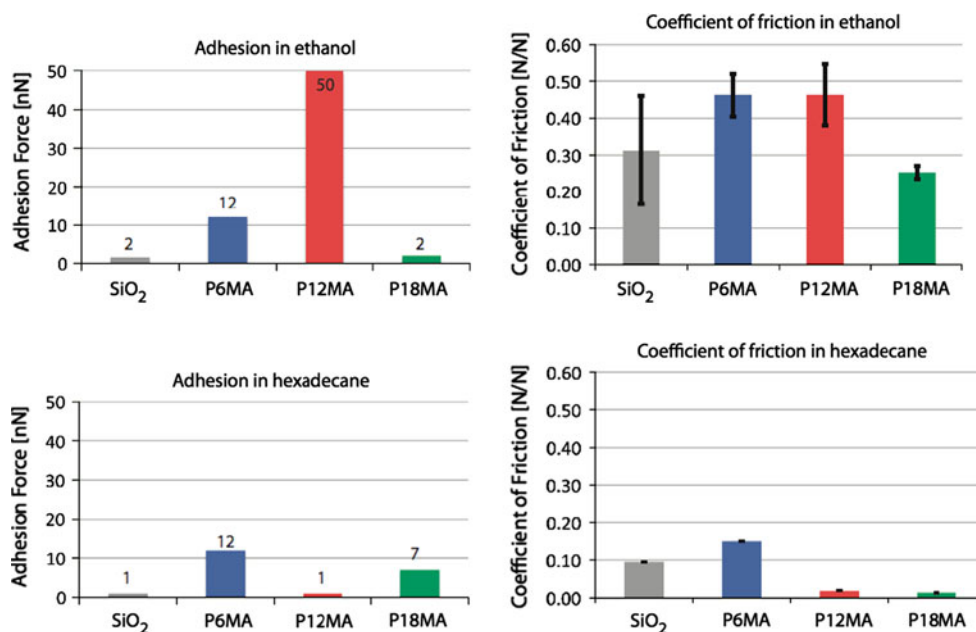 Adhesion in ethanol
Adhesion Force [nN]
50
40
30
20
10
0
2
12
50
2
SiO₂ P6MA P12MA P18MA
Coefficient of friction in ethanol
Coefficient of Friction [N/N]
0.60
0.50
0.40
0.30
0.20
0.10
0.00
SiO₂ P6MA P12MA P18MA
Adhesion in hexadecane
Adhesion Force [nN]
50
40
30
20
10
0
1
12
1
7
SiO₂ P6MA P12MA P18MA
Coefficient of friction in hexadecane
Coefficient of Friction [N/N]
0.60
0.50
0.40
0.30
0.20
0.10
0.00
SiO₂ P6MA P12MA P18MA